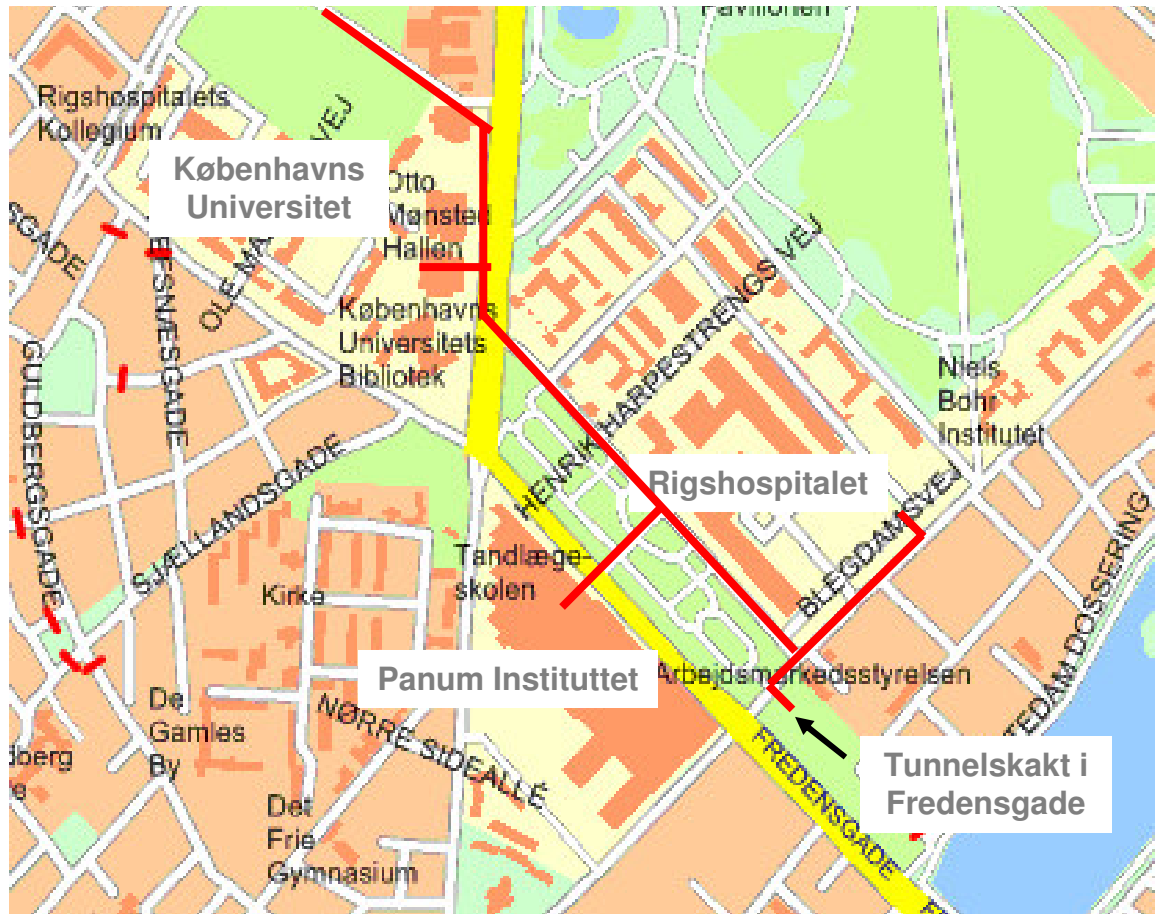 Pavillonen
Rigshospitalets
Kollegium
Københavns
Universitet
Otto
Mønsted
Hallen
SGADE
OLE MA
VEJ
Københavns
Universitets
Bibliotek
HENRIK HARPESTRENGS VEJ
Niels
Bohr
Institutet
GULDBERGSGADE
SJÆLLANDSGADE
Rigshospitalet
BLEGDAMSVEJ
Tandlæge-
skolen
Kirke
Panum Instituttet
Arbejdsmarkedsstyrelsen
TEDAM DOSSERING
De
Gamles
By
NØRRE SIDEALLÉ
FREDENSGADE
Tunnelskakt i
Fredensgade
Det
Frie
Gymnasium